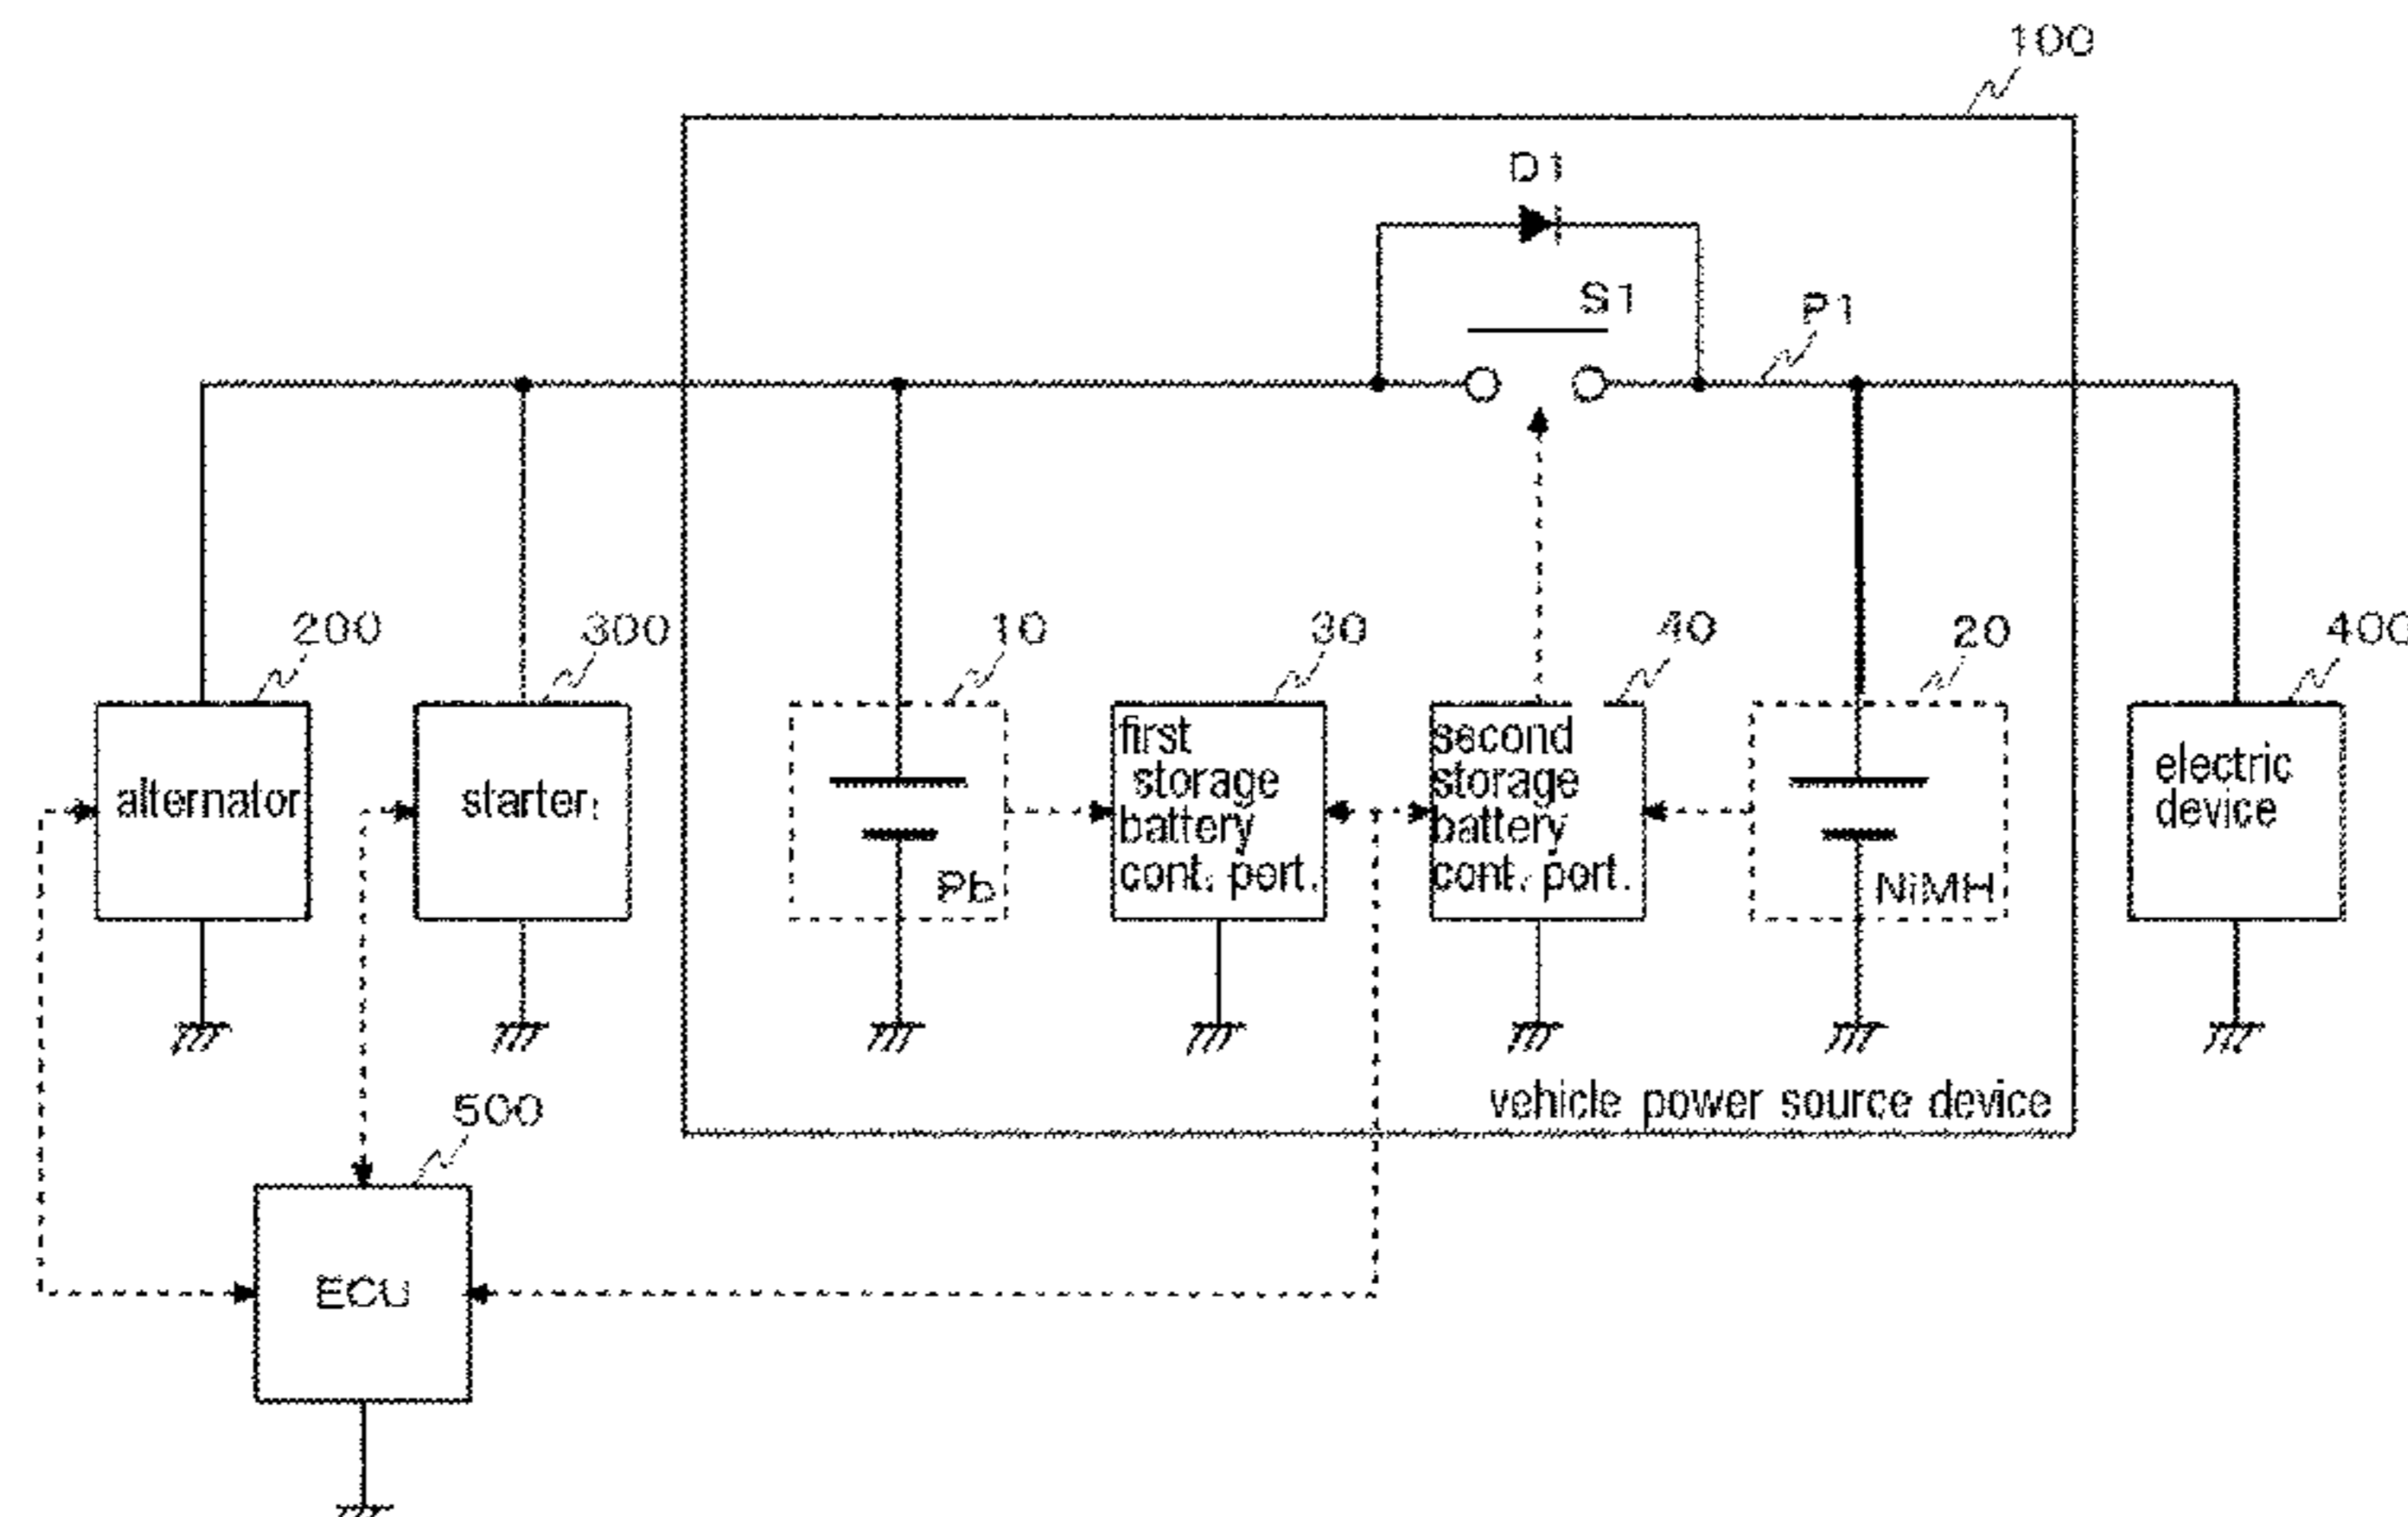 100
D1
S1
P1
200
300
10
30
40
20
400
alternator
starter
first
storage
battery
cont. port.
second
storage
battery
cont. port.
electric
device
Pb
NiMH
vehicle power source device
500
ECU